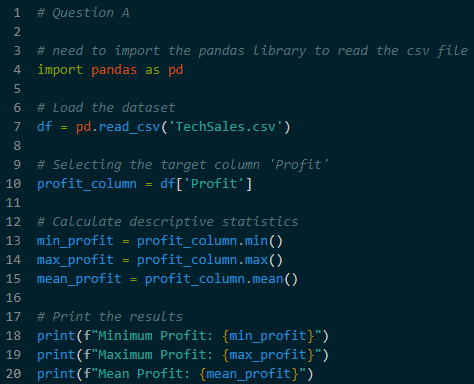 1 # Question A
2
3 # need to import the pandas library to read the csv file
4 import pandas as pd
5
6 # Load the dataset
7 df = pd.read_csv('TechSales.csv')
8
9 # Selecting the target column 'Profit'
10 profit_column = df['Profit']
11
12 # Calculate descriptive statistics
13 min_profit = profit_column.min()
14 max_profit = profit_column.max()
15 mean_profit = profit_column.mean()
16
17 # Print the results
18 print(f"Minimum Profit: {min_profit}")
19 print(f"Maximum Profit: {max_profit}")
20 print(f"Mean Profit: {mean_profit}")